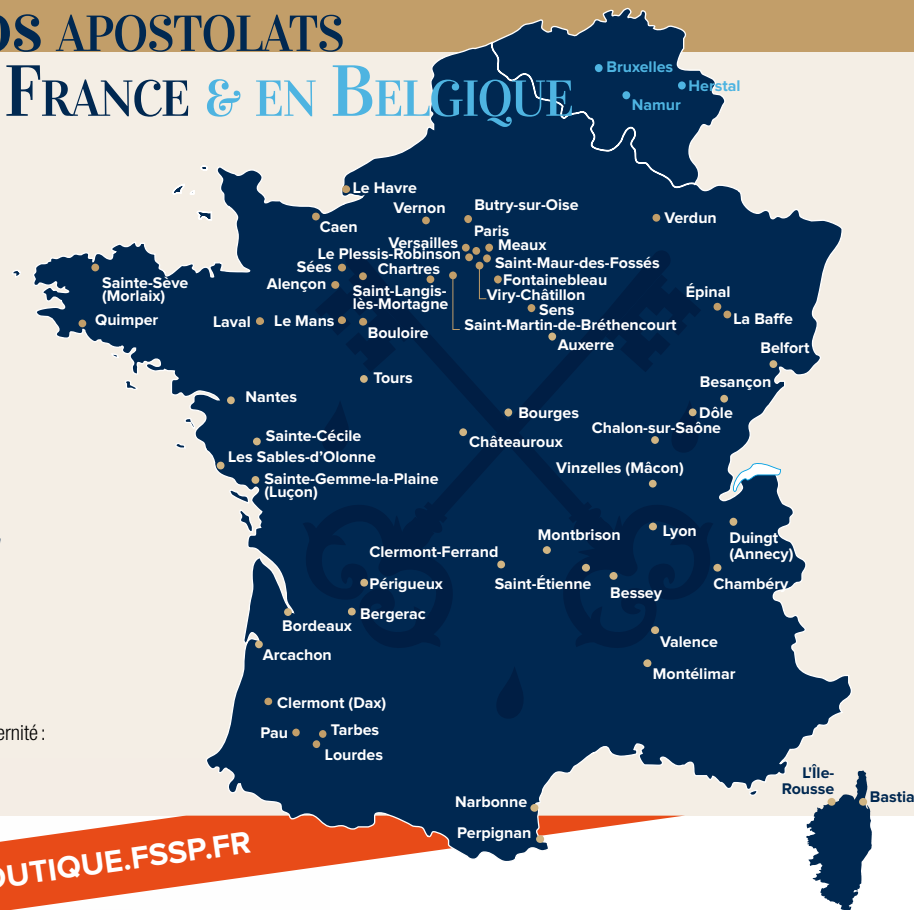 OS APOSTOLATS
FRANCE & EN BELGIQUE
Bruxelles
Herstal
Namur
Le Havre
Caen
Vernon
Butry-sur-Oise
Paris
Versailles
Meaux
Le Plessis-Robinson
Saint-Maur-des-Fossés
Verdun
Sées
Chartres
Fontainebleau
Alençon
Saint-Langis-
lès-Mortagne
Viry-Châtillon
Sens
Saint-Martin-de-Bréthencourt
Auxerre
Sainte-Sève
(Morlaix)
Quimper
Laval
Le Mans
Bouloire
Épinal
La Baffe
Belfort
Tours
Besançon
Nantes
Bourges
Dôle
Chalon-sur-Saône
Sainte-Cécile
Châteauroux
Les Sables-d'Olonne
Vinzelles (Mâcon)
Sainte-Gemme-la-Plaine
(Luçon)
Lyon
Montbrison
Duingt
(Annecy)
Clermont-Ferrand
Saint-Étienne
Bessey
Chambéry
Périgueux
Bergerac
Bordeaux
Arcachon
Valence
Montélimar
Clermont (Dax)
Pau
Tarbes
Lourdes
ernité :
Narbonne
Perpignan
L'Île-
Rousse
Bastia
OUTIQUE.FSSP.FR